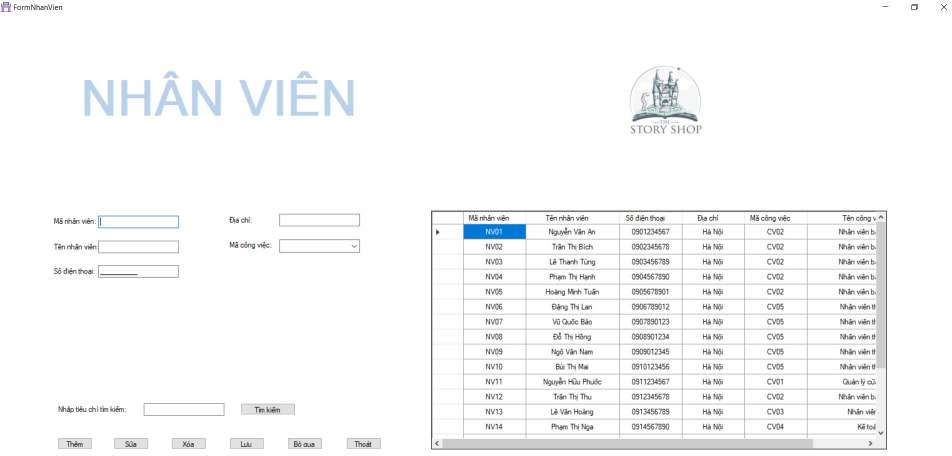 FormNhanVien
NHÂN VIÊN
THE
STORY SHOP
Mã nhân viên:
Địa chỉ:
Tên nhân viên:
Mã công việc:
Số điện thoại:
Nhập tiêu chí tìm kiếm:
Tìm kiếm
Thêm Sửa Xóa Lưu Bỏ qua Thoát
Mã nhân viên Tên nhân viên Số điện thoại Địa chỉ Mã công việc Tên công v
NV01 Nguyễn Văn An 0901234567 Hà Nội CV02 Nhân viên b
NV02 Trần Thị Bích 0902345678 Hà Nội CV02 Nhân viên b
NV03 Lê Thanh Tùng 0903456789 Hà Nội CV02 Nhân viên b
NV04 Phạm Thị Hạnh 0904567890 Hà Nội CV02 Nhân viên b
NV05 Hoàng Minh Tuấn 0905678901 Hà Nội CV02 Nhân viên b
NV06 Đặng Thị Lan 0906789012 Hà Nội CV05 Nhân viên th
NV07 Vũ Quốc Bảo 0907890123 Hà Nội CV05 Nhân viên th
NV08 Đỗ Thị Hồng 0908901234 Hà Nội CV05 Nhân viên th
NV09 Ngô Văn Nam 0909012345 Hà Nội CV05 Nhân viên th
NV10 Bùi Thị Mai 0910123456 Hà Nội CV05 Nhân viên th
NV11 Nguyễn Hữu Phước 0911234567 Hà Nội CV01 Quản lý cử
NV12 Trần Thị Thu 0912345678 Hà Nội CV02 Nhân viên b
NV13 Lê Văn Hoàng 0913456789 Hà Nội CV03 Nhân viên
NV14 Phạm Thị Nga 0914567890 Hà Nội CV04 Kế toá